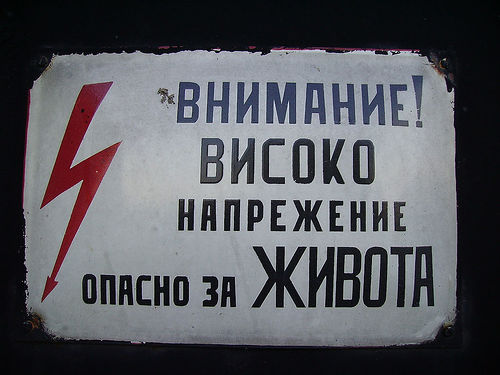 ВНИМАНИЕ!
ВИСОКО
НАПРЕЖЕНИЕ
ОПАСНО ЗА ЖИВОТА